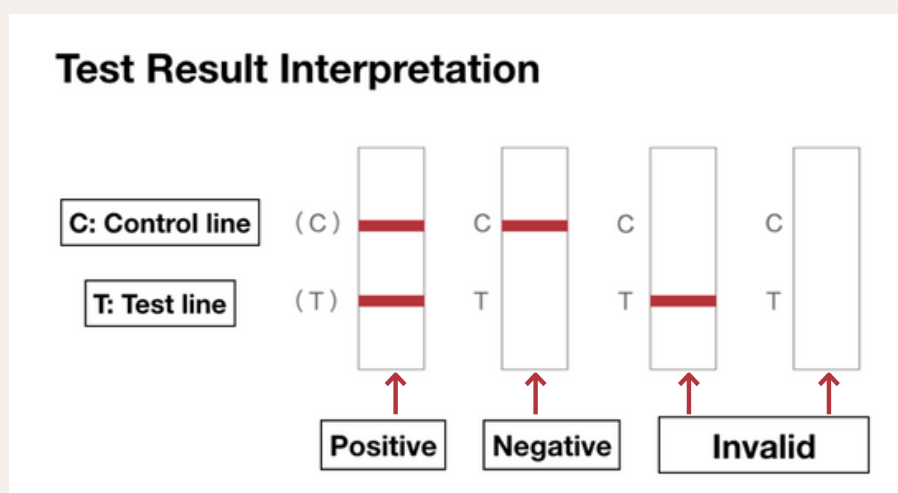 Test Result Interpretation
C: Control line (C) C C C
T: Test line (T) T T T
Positive Negative Invalid